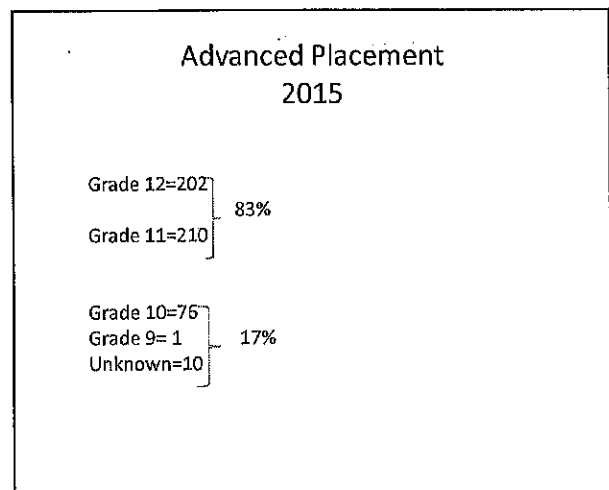 Advanced Placement
2015
Grade 12=202
83%
Grade 11=210
Grade 10=76
Grade 9= 1
17%
Unknown=10